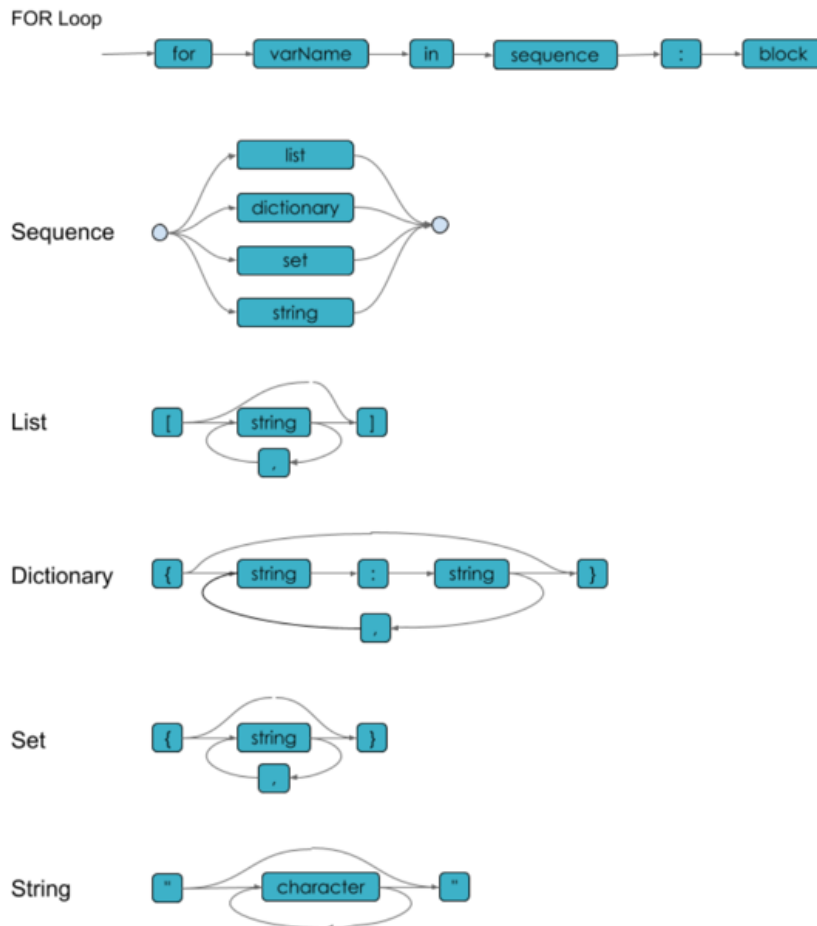 FOR Loop
for varName in sequence : block
list
dictionary
Sequence
set
string
List [ string ]
,
Dictionary { string : string }
,
Set { string }
,
String " character "